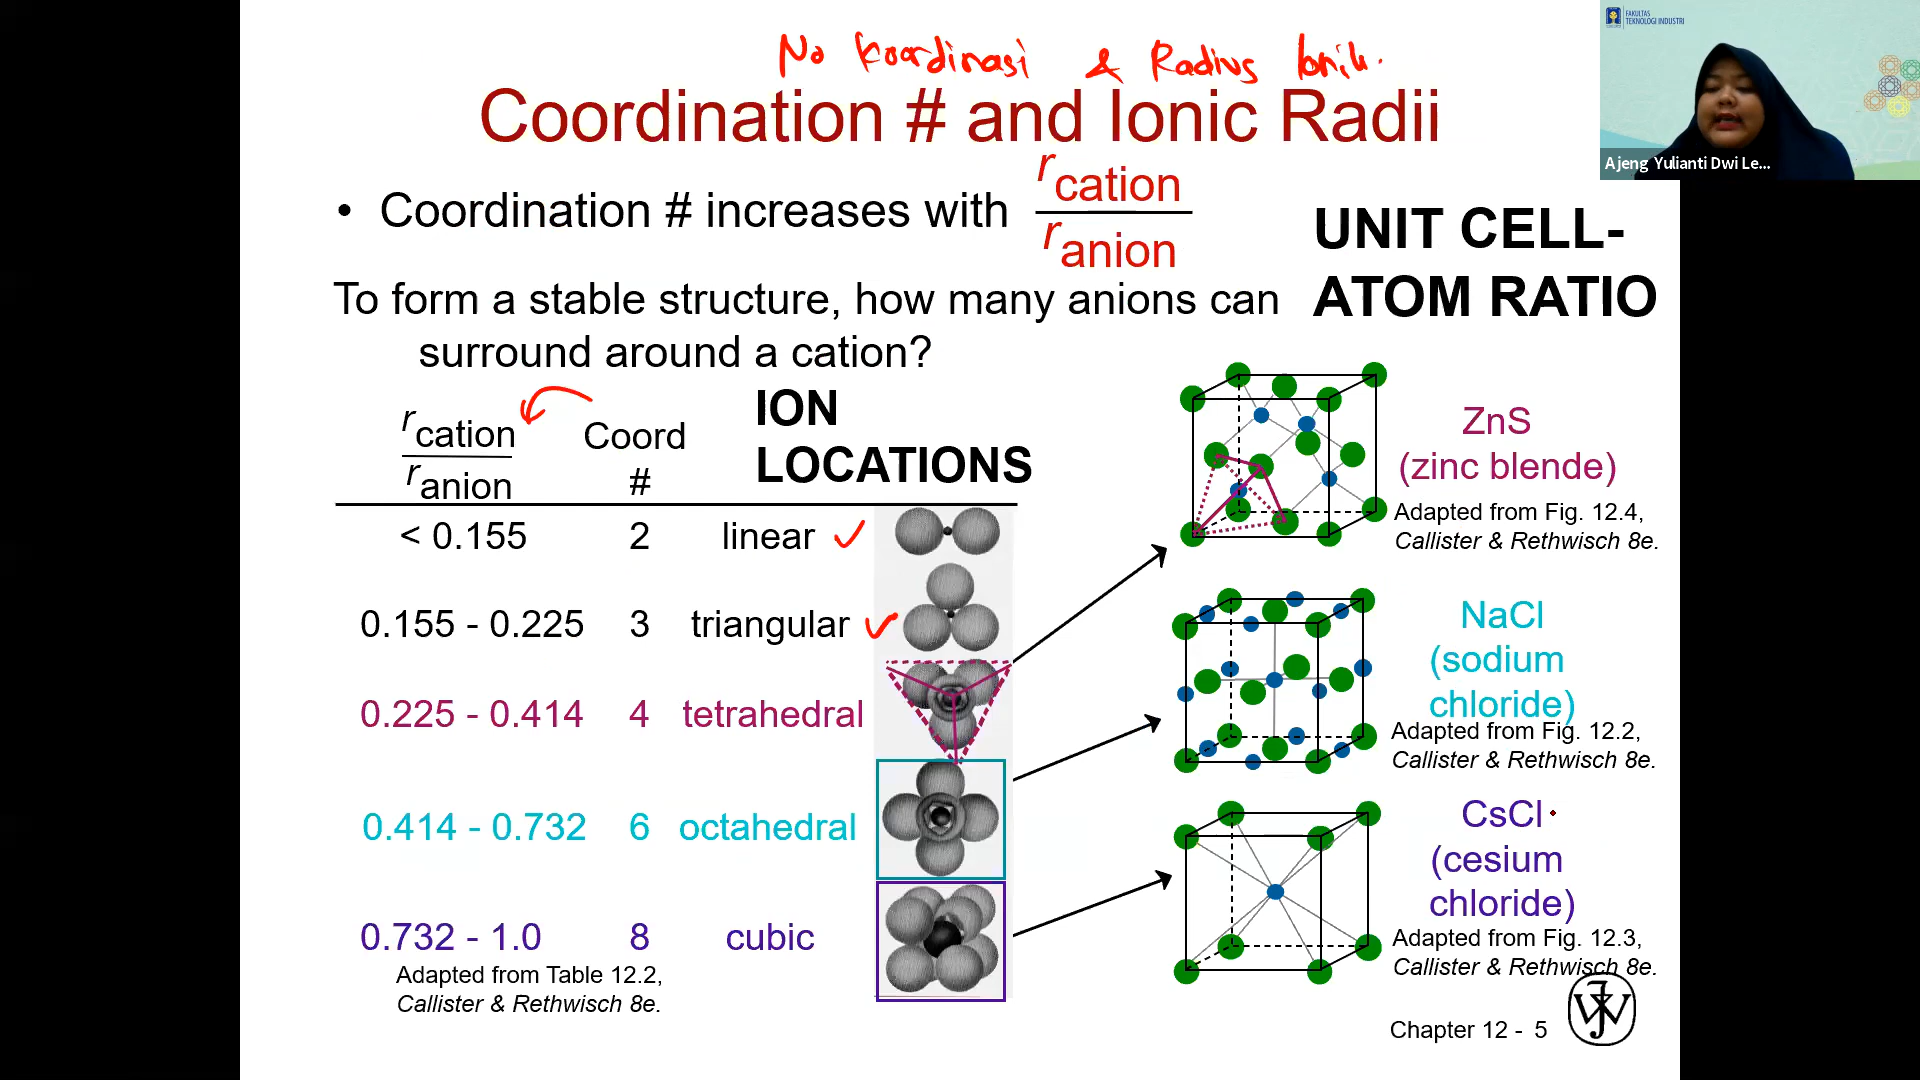 No Koordinasi & Radius Ionik.
Coordination # and Ionic Radii
• Coordination # increases with r cation / r anion
To form a stable structure, how many anions can
surround around a cation?
UNIT CELL-
ATOM RATIO
r cation / r anion
Coord
#
ION
LOCATIONS
< 0.155 2 linear
0.155 - 0.225 3 triangular
0.225 - 0.414 4 tetrahedral
0.414 - 0.732 6 octahedral
0.732 - 1.0 8 cubic
Adapted from Table 12.2,
Callister & Rethwisch 8e.
ZnS
(zinc blende)
Adapted from Fig. 12.4,
Callister & Rethwisch 8e.
NaCl
(sodium
chloride)
Adapted from Fig. 12.2,
Callister & Rethwisch 8e.
CsCl
(cesium
chloride)
Adapted from Fig. 12.3,
Callister & Rethwisch 8e.
Chapter 12 - 5
FAKULTAS
TEKNOLOGI INDUSTRI
Ajeng Yulianti Dwi Le...